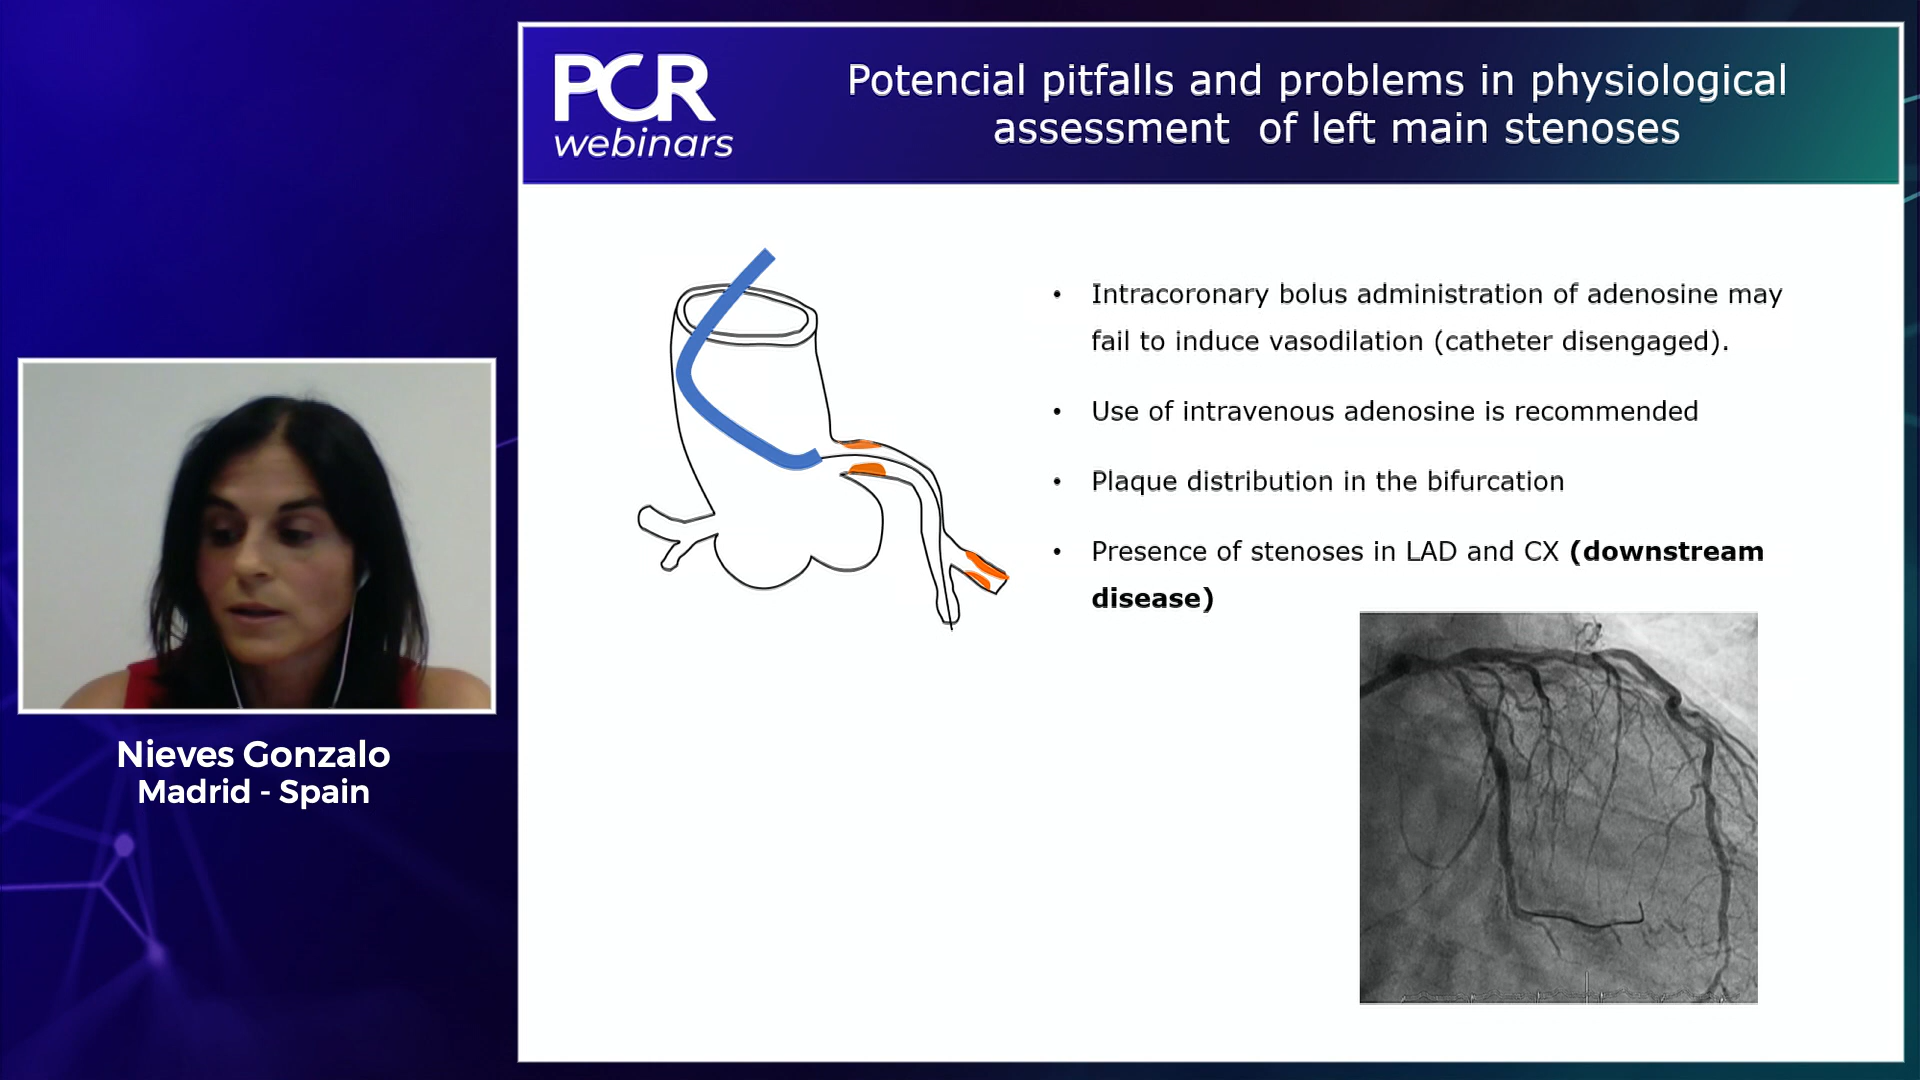 PCR
webinars
Potencial pitfalls and problems in physiological
assessment of left main stenoses
• Intracoronary bolus administration of adenosine may
fail to induce vasodilation (catheter disengaged).
• Use of intravenous adenosine is recommended
• Plaque distribution in the bifurcation
• Presence of stenoses in LAD and CX (downstream
disease)
Nieves Gonzalo
Madrid - Spain